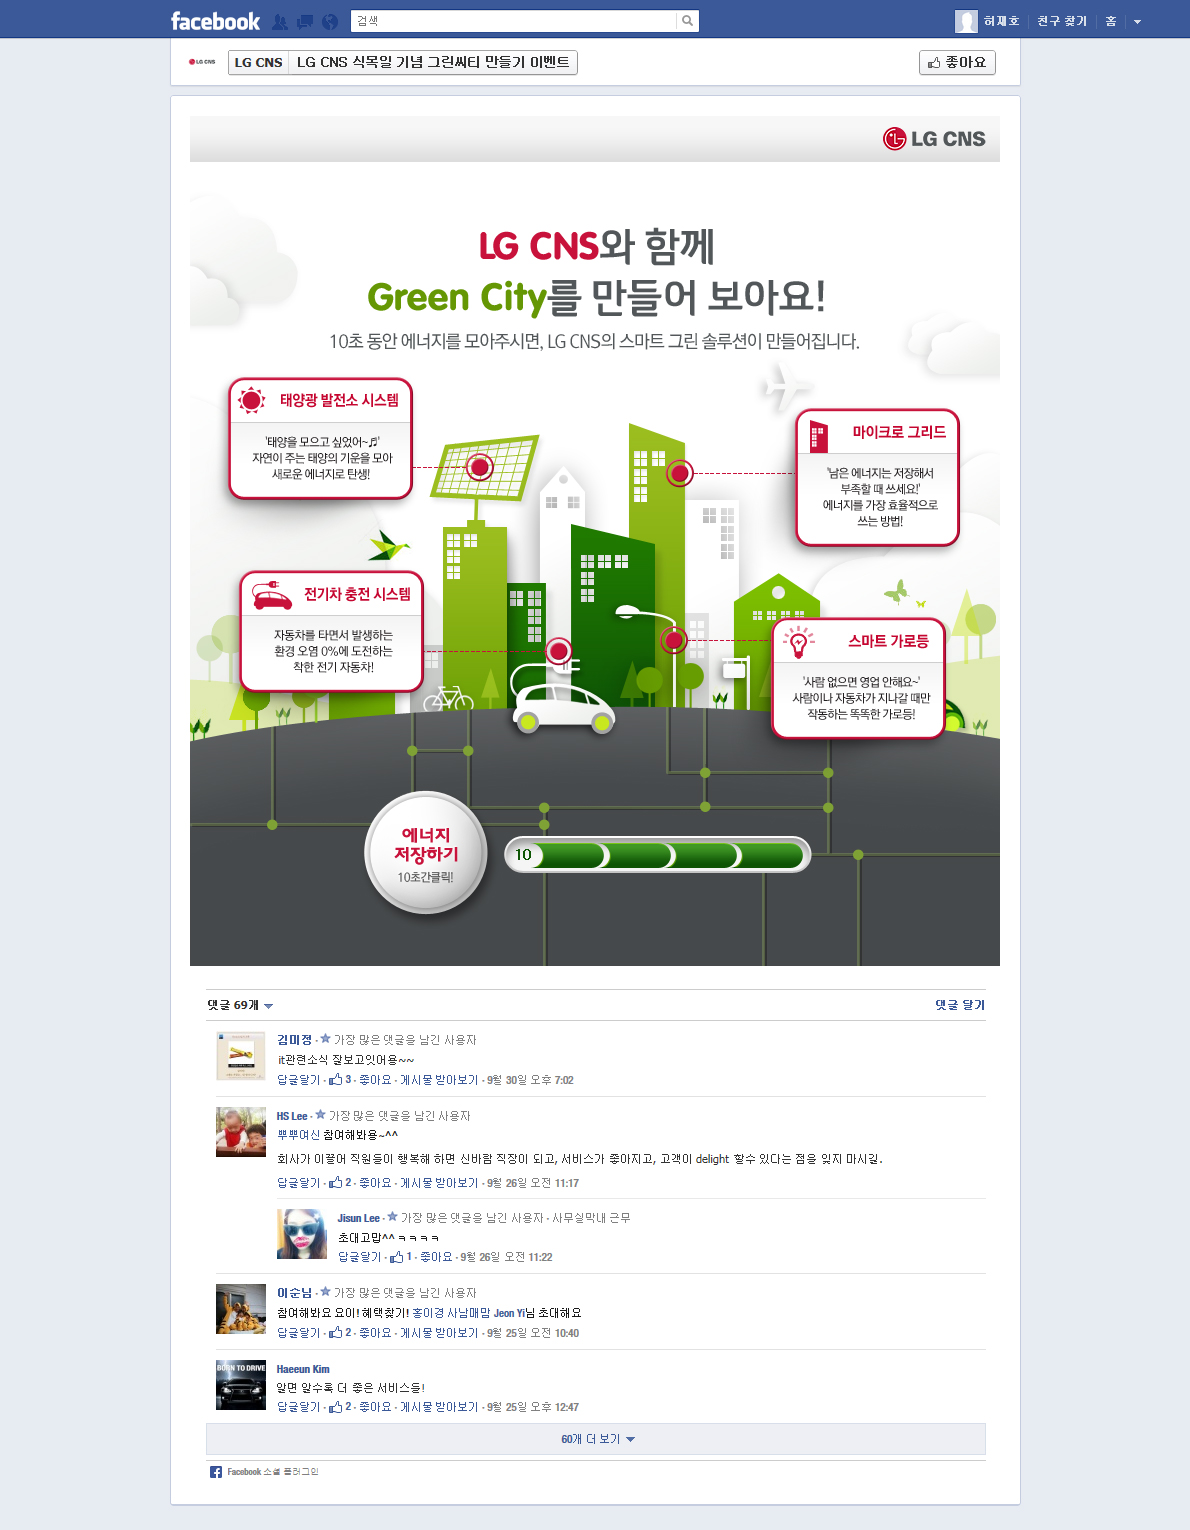 facebook
검색
허재호 친구 찾기 홈
LG CNS
LG CNS LG CNS 식목일 기념 그린씨티 만들기 이벤트
좋아요
LG CNS
LG CNS와 함께
Green City를 만들어 보아요!
10초 동안 에너지를 모아주시면, LG CNS의 스마트 그린 솔루션이 만들어집니다.
태양광 발전소 시스템
'태양을 모으고 싶었어~♬'
자연이 주는 태양의 기운을 모아
새로운 에너지로 탄생!
마이크로 그리드
'남은 에너지는 저장해서
부족할 때 쓰세요!'
에너지를 가장 효율적으로
쓰는 방법!
전기차 충전 시스템
자동차를 타면서 발생하는
환경 오염 0%에 도전하는
착한 전기 자동차!
스마트 가로등
'사람 없으면 영업 안해요~'
사람이나 자동차가 지나갈 때만
작동하는 똑똑한 가로등!
에너지
저장하기
10초간클릭!
10
댓글 69개
댓글 달기
김미정 · 가장 많은 댓글을 남긴 사용자
it관련소식 잘보고잇어용~~
답글달기 · 3 · 좋아요 · 게시물 받아보기 · 9월 30일 오후 7:02
HS Lee · 가장 많은 댓글을 남긴 사용자
뿌뿌여신 참여해봐용~^^
회사가 이끌어 직원들이 행복해 하면 신바람 직장이 되고, 서비스가 좋아지고, 고객이 delight 할수 있다는 점을 잊지 마시길.
답글달기 · 2 · 좋아요 · 게시물 받아보기 · 9월 26일 오전 11:17
Jisun Lee · 가장 많은 댓글을 남긴 사용자 · 사무실막내 근무
초대고맙^^ ㅋㅋㅋㅋ
답글달기 · 1 · 좋아요 · 9월 26일 오전 11:22
이순남 · 가장 많은 댓글을 남긴 사용자
참여해봐요 요이! 혜택찾기! 홍이경 사남매맘 Jeon Yi님 초대해요
답글달기 · 2 · 좋아요 · 게시물 받아보기 · 9월 25일 오전 10:40
BORN TO DRIVE
Haeeun Kim
알면 알수록 더 좋은 서비스들!
답글달기 · 2 · 좋아요 · 게시물 받아보기 · 9월 25일 오후 12:47
60개 더 보기
Facebook 소셜 플러그인